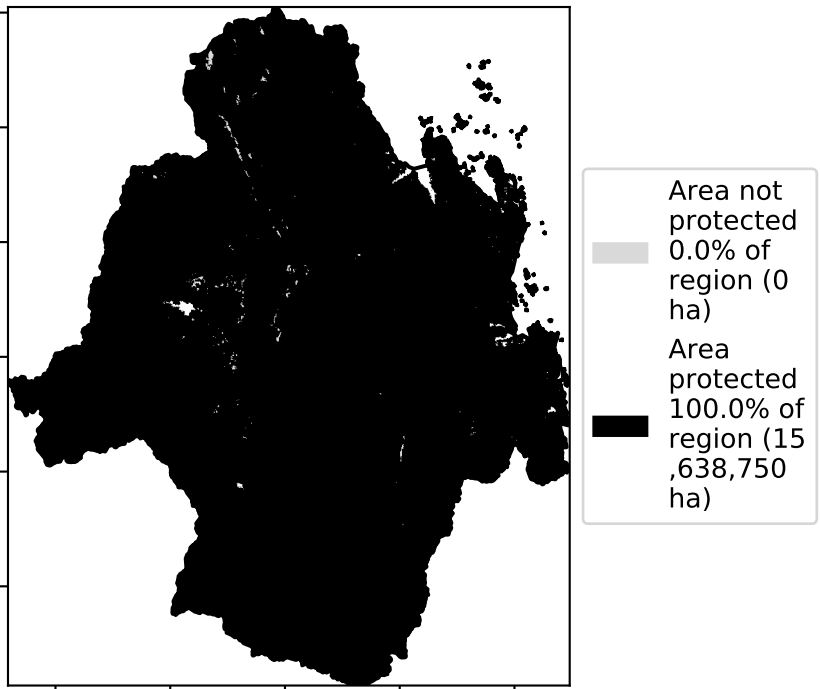 Area not
protected
0.0% of
region (0
ha)
Area
protected
100.0% of
region (15
,638,750
ha)